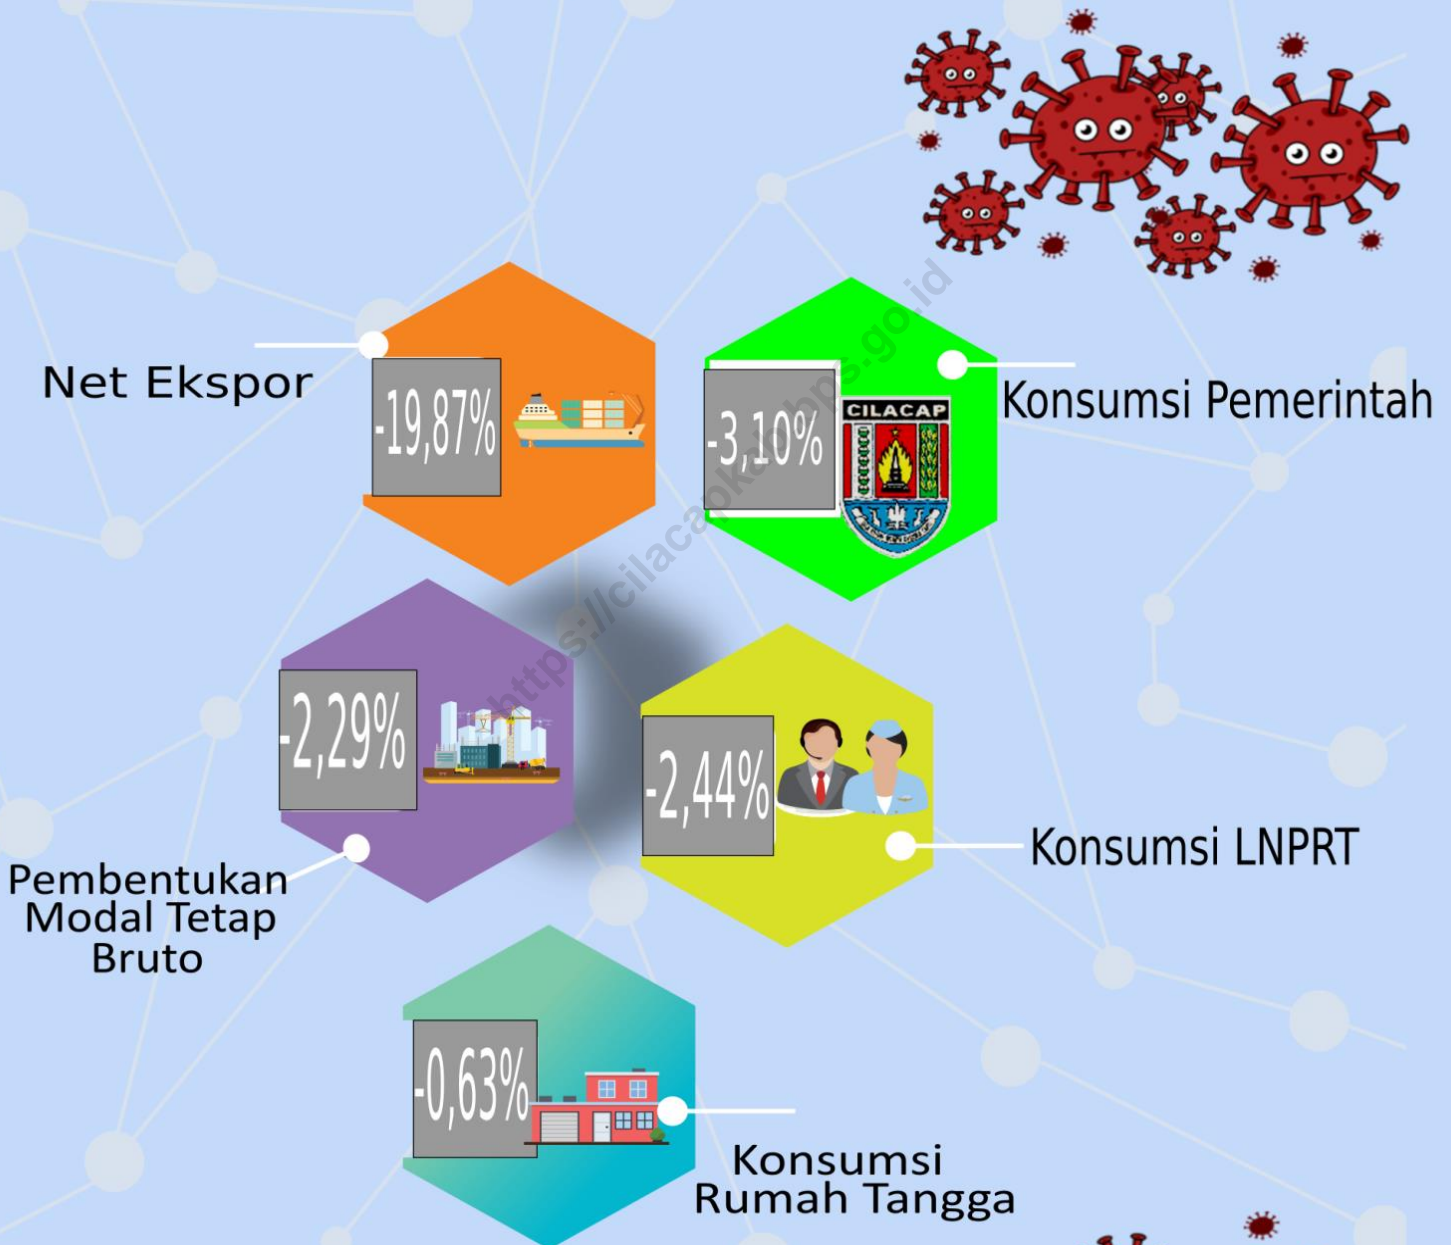 Net Ekspor
-19,87%
-3,10%
CILACAP
Konsumsi Pemerintah
https://cilacapkab.bps.go.id
-2,29%
Pembentukan
Modal Tetap
Bruto
-2,44%
Konsumsi LNPRT
-0,63%
Konsumsi
Rumah Tangga